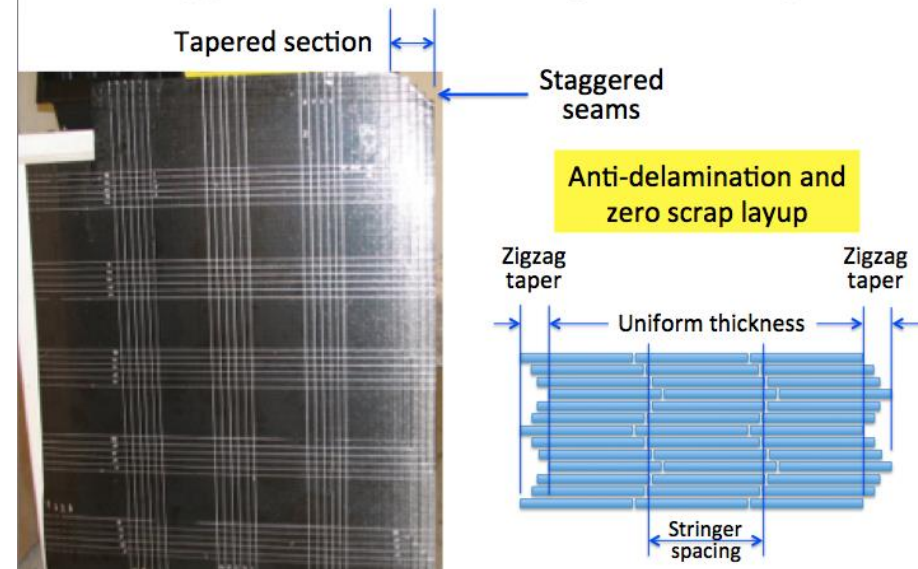 Tapered section
Staggered
seams
Anti-delamination and
zero scrap layup
Zigzag
taper
Zigzag
taper
Uniform thickness
Stringer
spacing